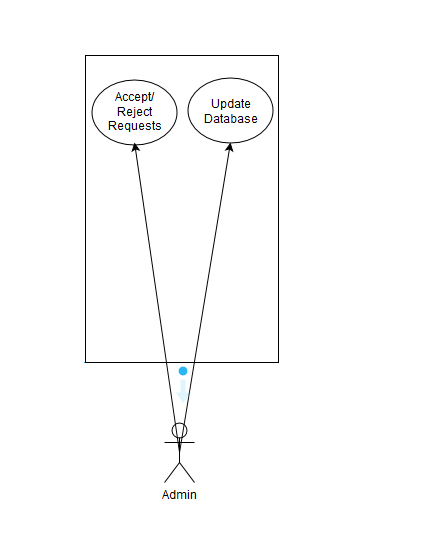 Accept/
Reject
Requests
Update
Database
Admin